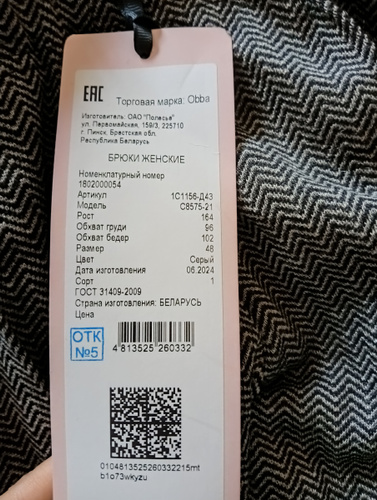 EAC
Торговая марка: Obba
Изготовитель: ОАО "Полесье"
ул. Первомайская, 159/3, 225710
г. Пинск, Брестская обл.
Республика Беларусь
БРЮКИ ЖЕНСКИЕ
Номенклатурный номер
1802000054
Артикул 1С1156-Д43
Модель С8575-21
Рост 164
Обхват груди 96
Обхват бедер 102
Размер 48
Цвет Серый
Дата изготовления 06.2024
Сорт 1
ГОСТ 31409-2009
Страна изготовления: БЕЛАРУСЬ
Цена
ОТК
№5
4 813525 260332
0104813525260332215mt
b1o73wkyzu